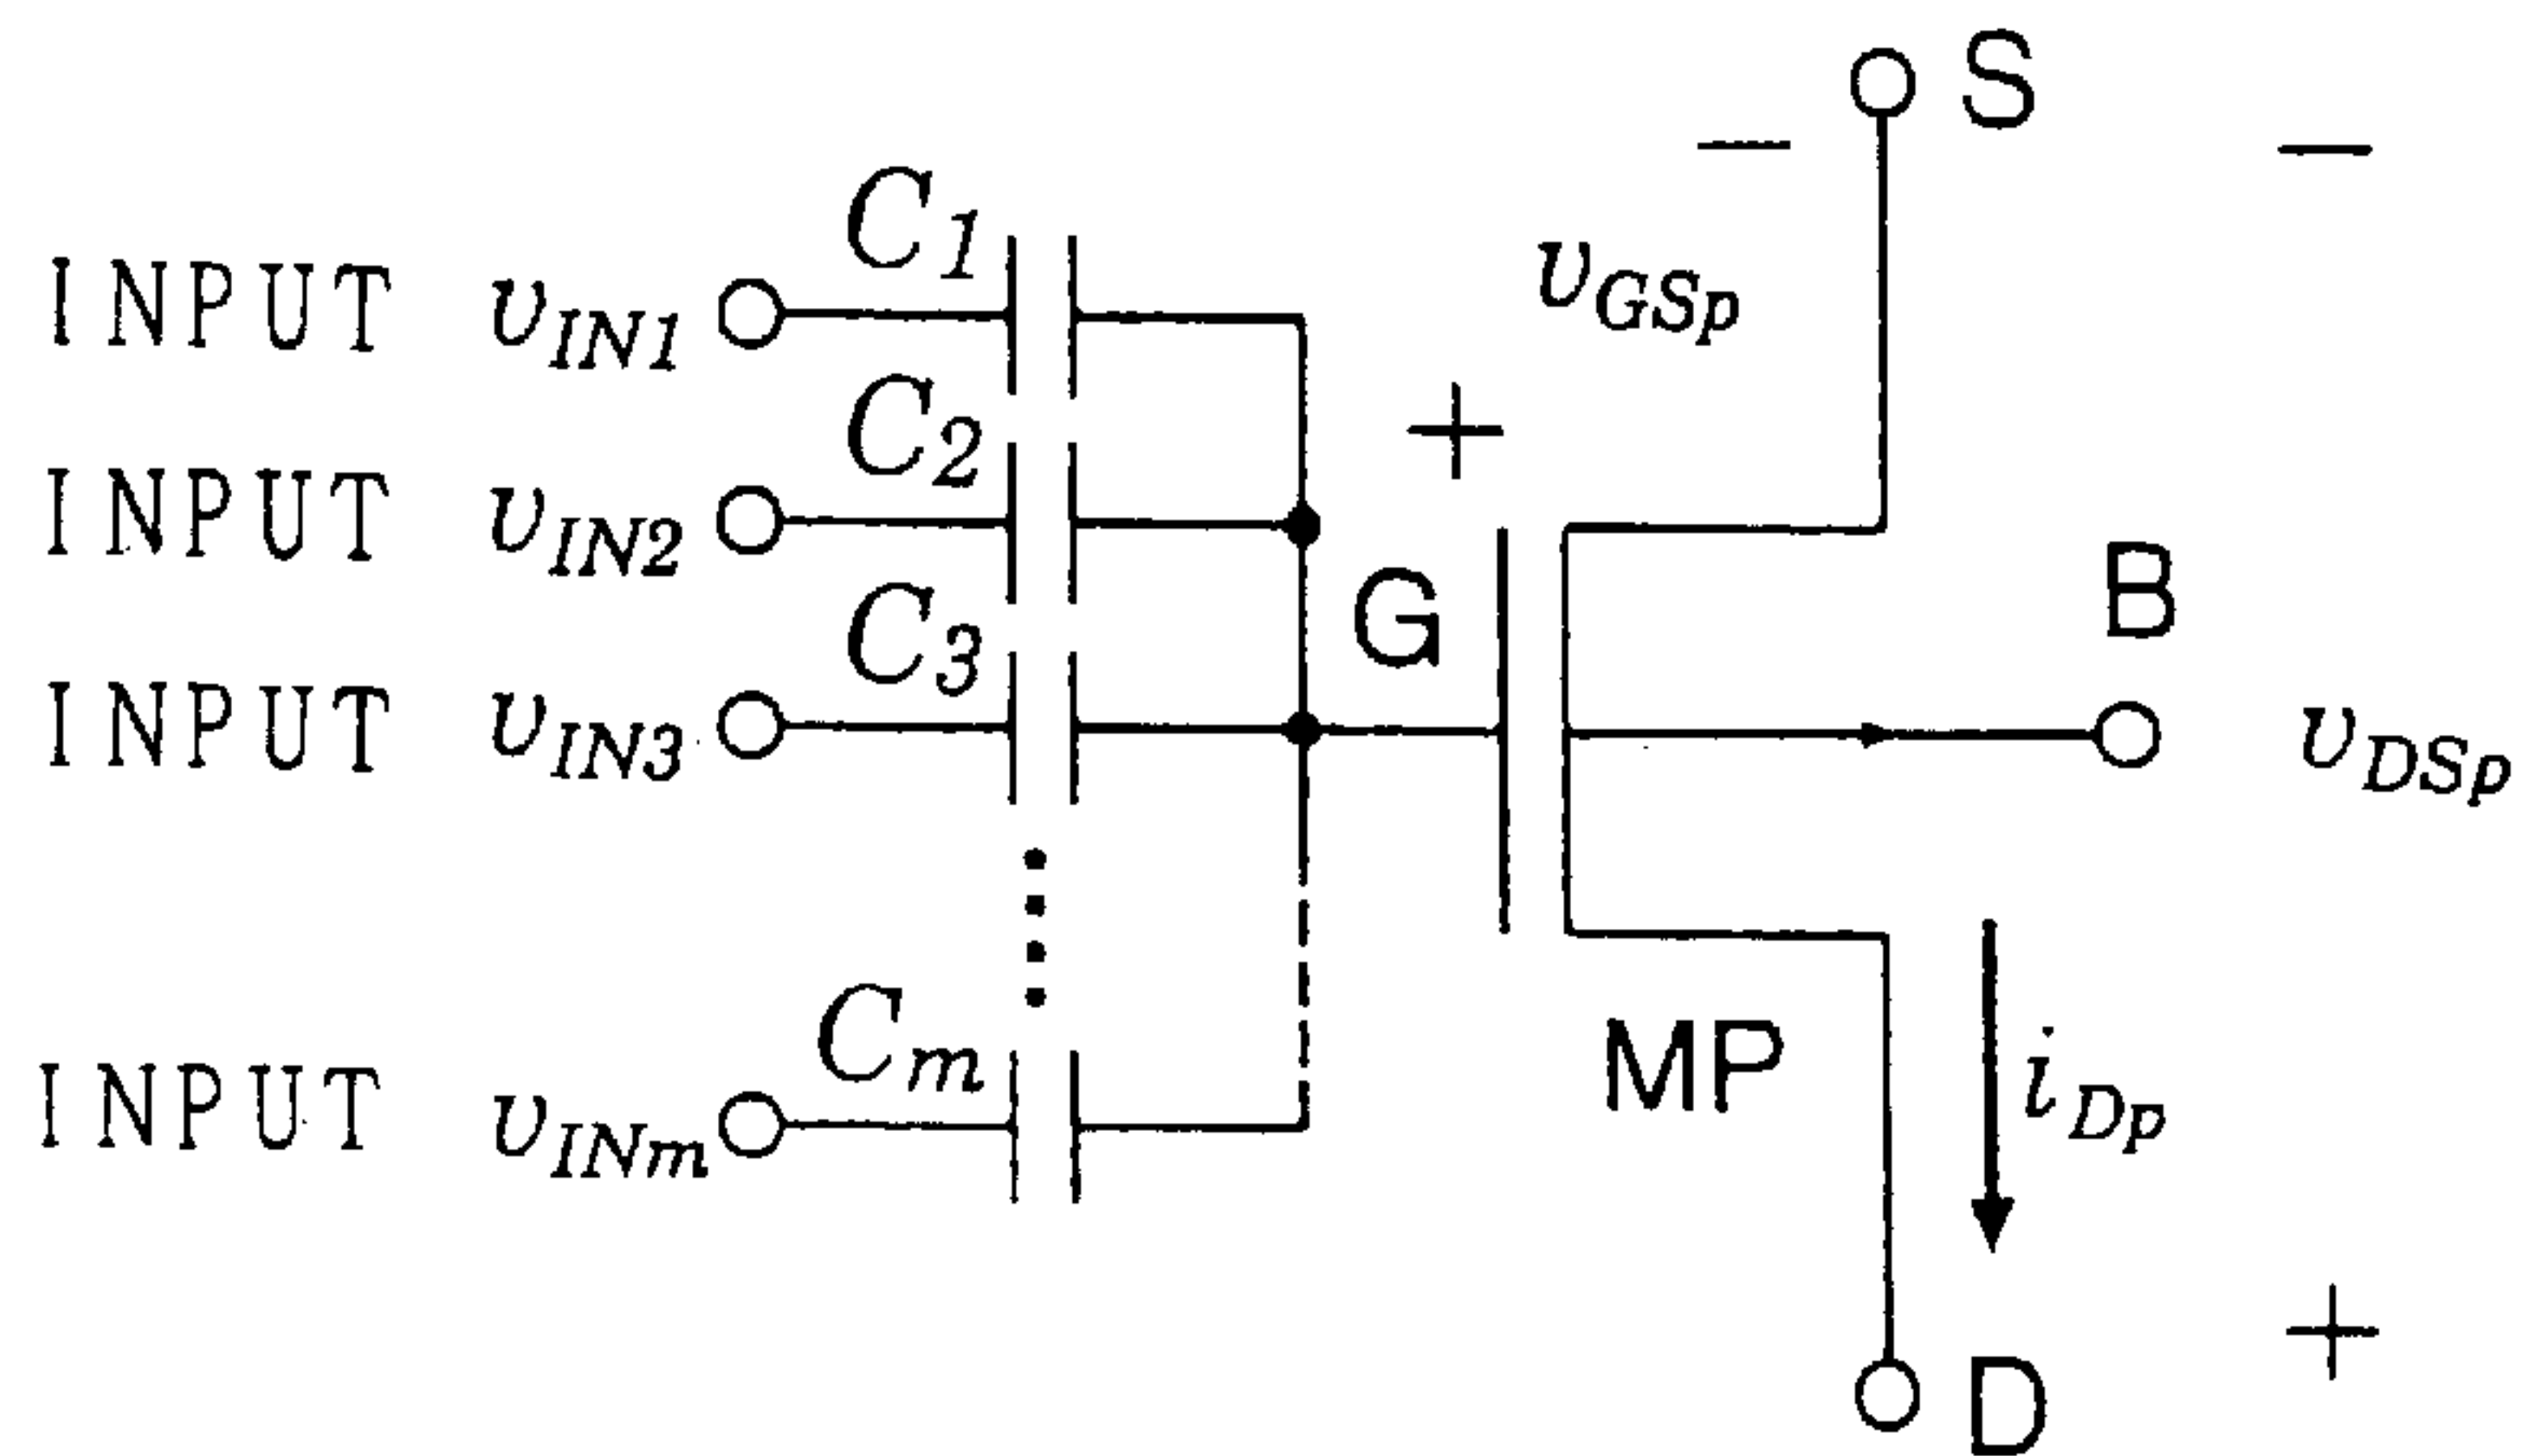 S
−
−
C1
INPUT vIN1
vGSp
+
C2
INPUT vIN2
G
B
C3
INPUT vIN3
vDSp
Cm
MP
iDp
INPUT vINm
+
D